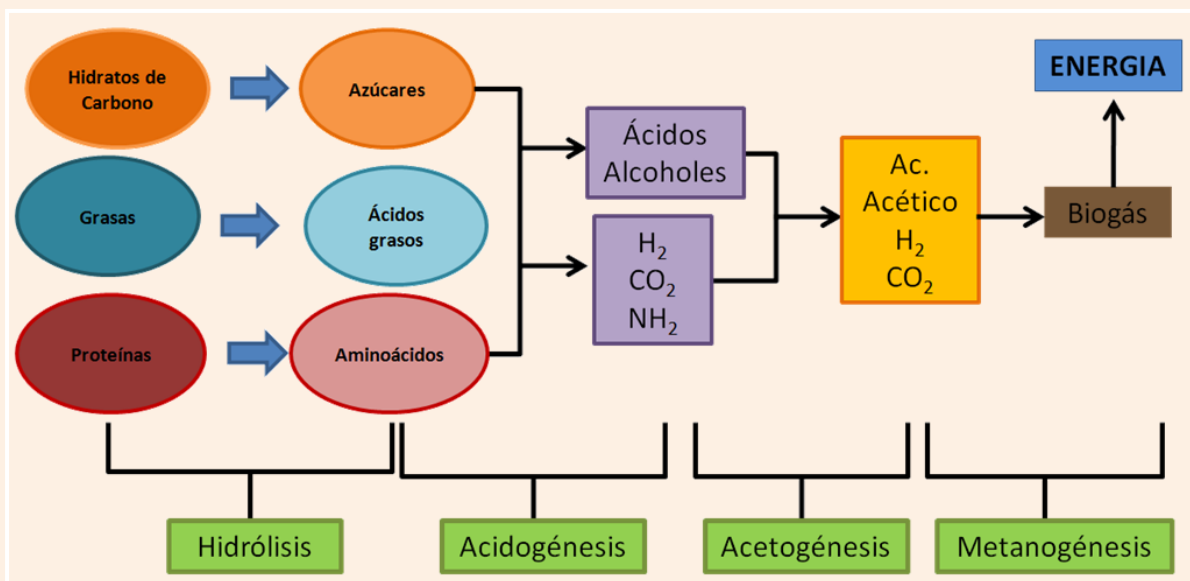 Hidratos de
Carbono
Azúcares
Grasas
Ácidos
grasos
Proteínas
Aminoácidos
Ácidos
Alcoholes
H₂
CO₂
NH₂
Ac.
Acético
H₂
CO₂
Biogás
ENERGIA
Hidrólisis
Acidogénesis
Acetogénesis
Metanogénesis